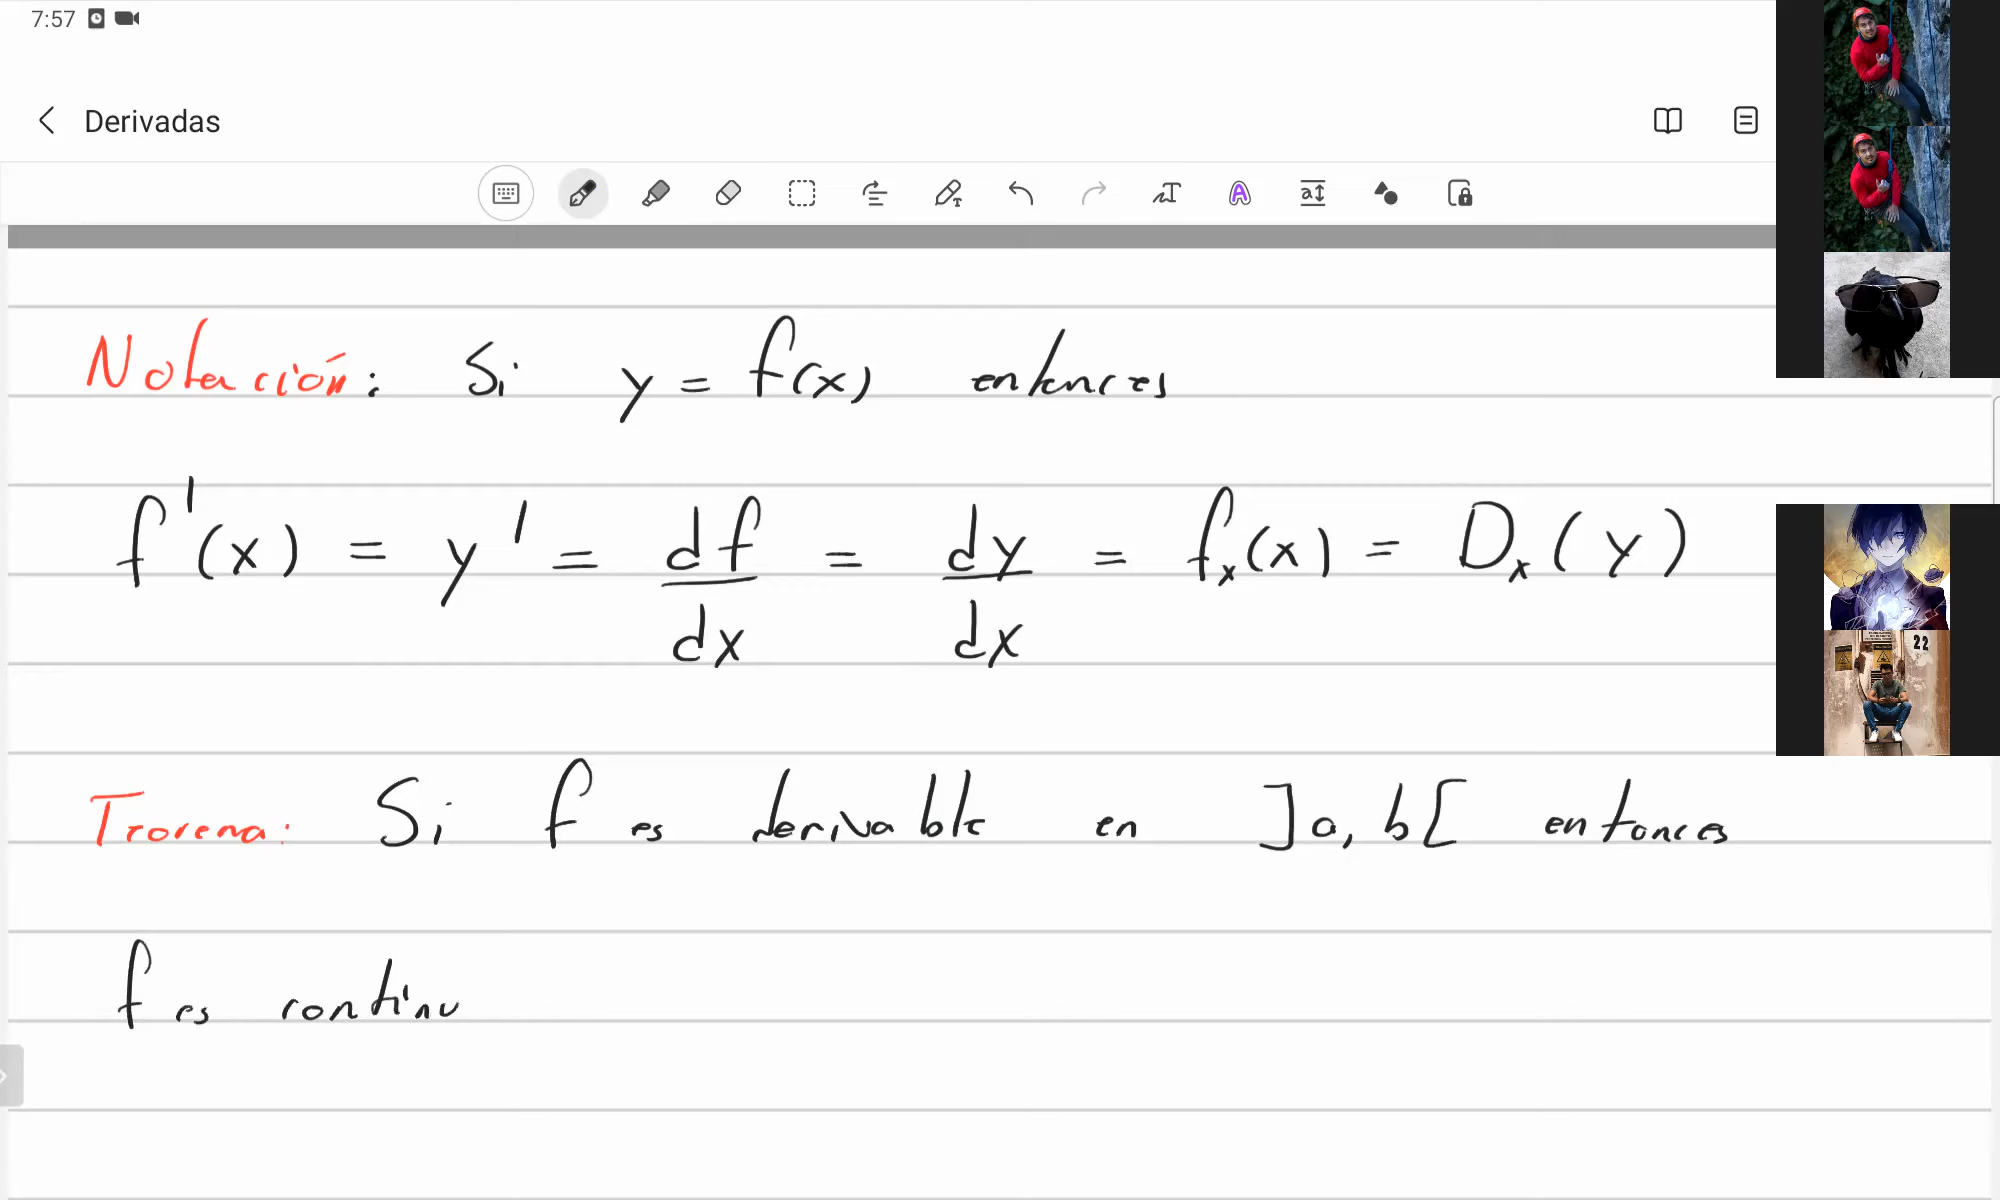 7:57
Derivadas
Notación: Si y = f(x) entonces
f'(x) = y' = df/dx = dy/dx = fₓ(x) = Dₓ(y)
Teorema: Si f es derivable en ]a, b[ entonces
f es continu
22